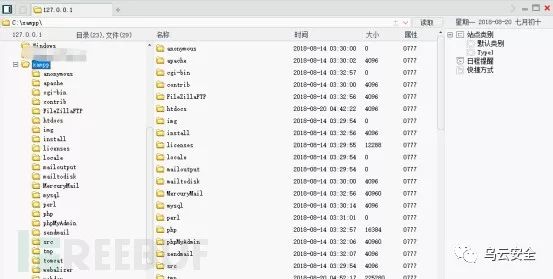 127.0.0.1
C:\xampp\
读取
星期一 2018-08-20 七月初十
127.0.0.1 目录(23),文件(29)
名称 时间 大小 属性
站点类别
默认类别
Type1
日程提醒
快捷方式
Windows
xampp
anonymous
apache
cgi-bin
contrib
FileZillaFTP
htdocs
img
install
licenses
locale
mailoutput
mailtodisk
MercuryMail
mysql
perl
php
phpMyAdmin
sendmail
src
tmp
tomcat
webalizer
anonymous 2018-08-14 03:30:00 0 0777
apache 2018-08-14 03:30:02 4096 0777
cgi-bin 2018-08-14 03:32:57 0 0777
contrib 2018-08-14 03:30:00 4096 0777
FileZillaFTP 2018-08-14 03:32:56 4096 0777
htdocs 2018-08-20 04:42:22 4096 0777
img 2018-08-14 03:29:54 0 0777
install 2018-08-14 03:32:56 4096 0777
licenses 2018-08-14 03:29:55 12288 0777
locale 2018-08-14 03:29:54 0 0777
mailoutput 2018-08-14 03:29:54 0 0777
mailtodisk 2018-08-14 03:30:00 0 0777
MercuryMail 2018-08-14 03:32:56 40960 0777
mysql 2018-08-14 03:30:14 4096 0777
perl 2018-08-14 03:31:01 0 0777
php 2018-08-14 03:32:57 16384 0777
phpMyAdmin 2018-08-14 03:32:06 40960 0777
sendmail 2018-08-14 03:32:07 4096 0777
src 2018-08-14 03:29:54 0 0777
tmp 2018-08-20 04:52:17 225280 0777
FREEBUF
乌云安全